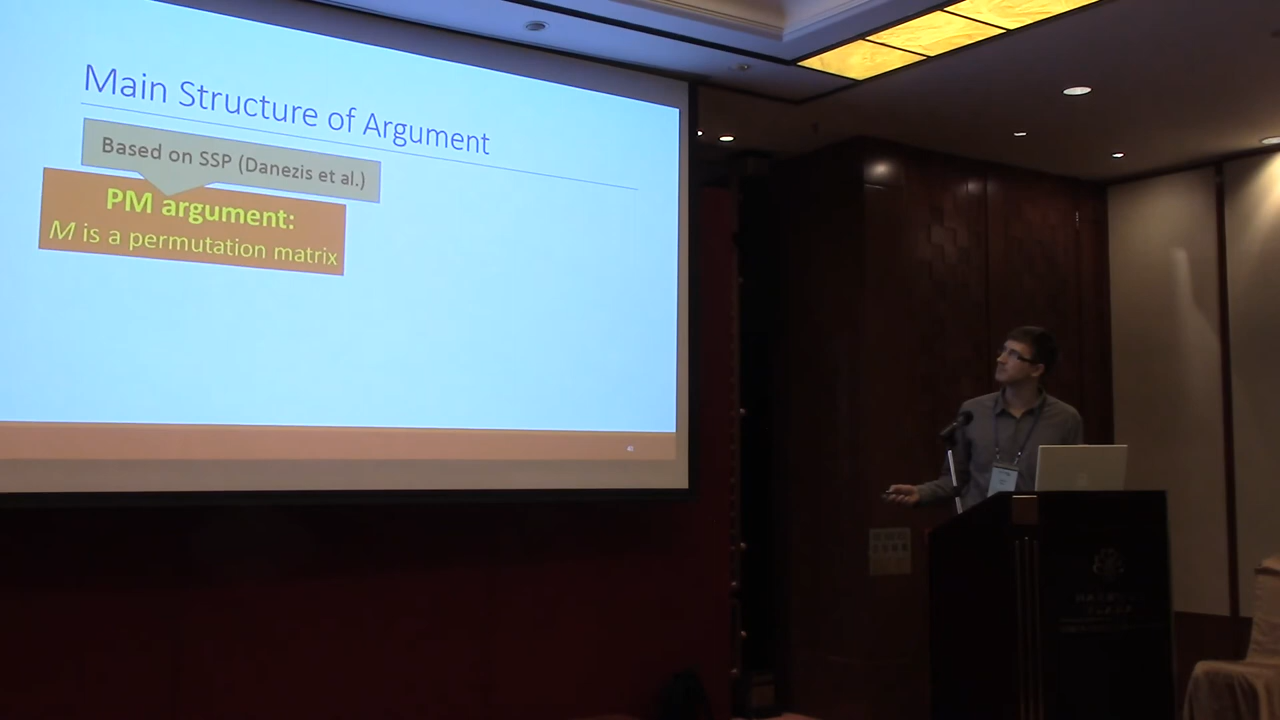 Main Structure of Argument
Based on SSP (Danezis et al.)
PM argument:
M is a permutation matrix